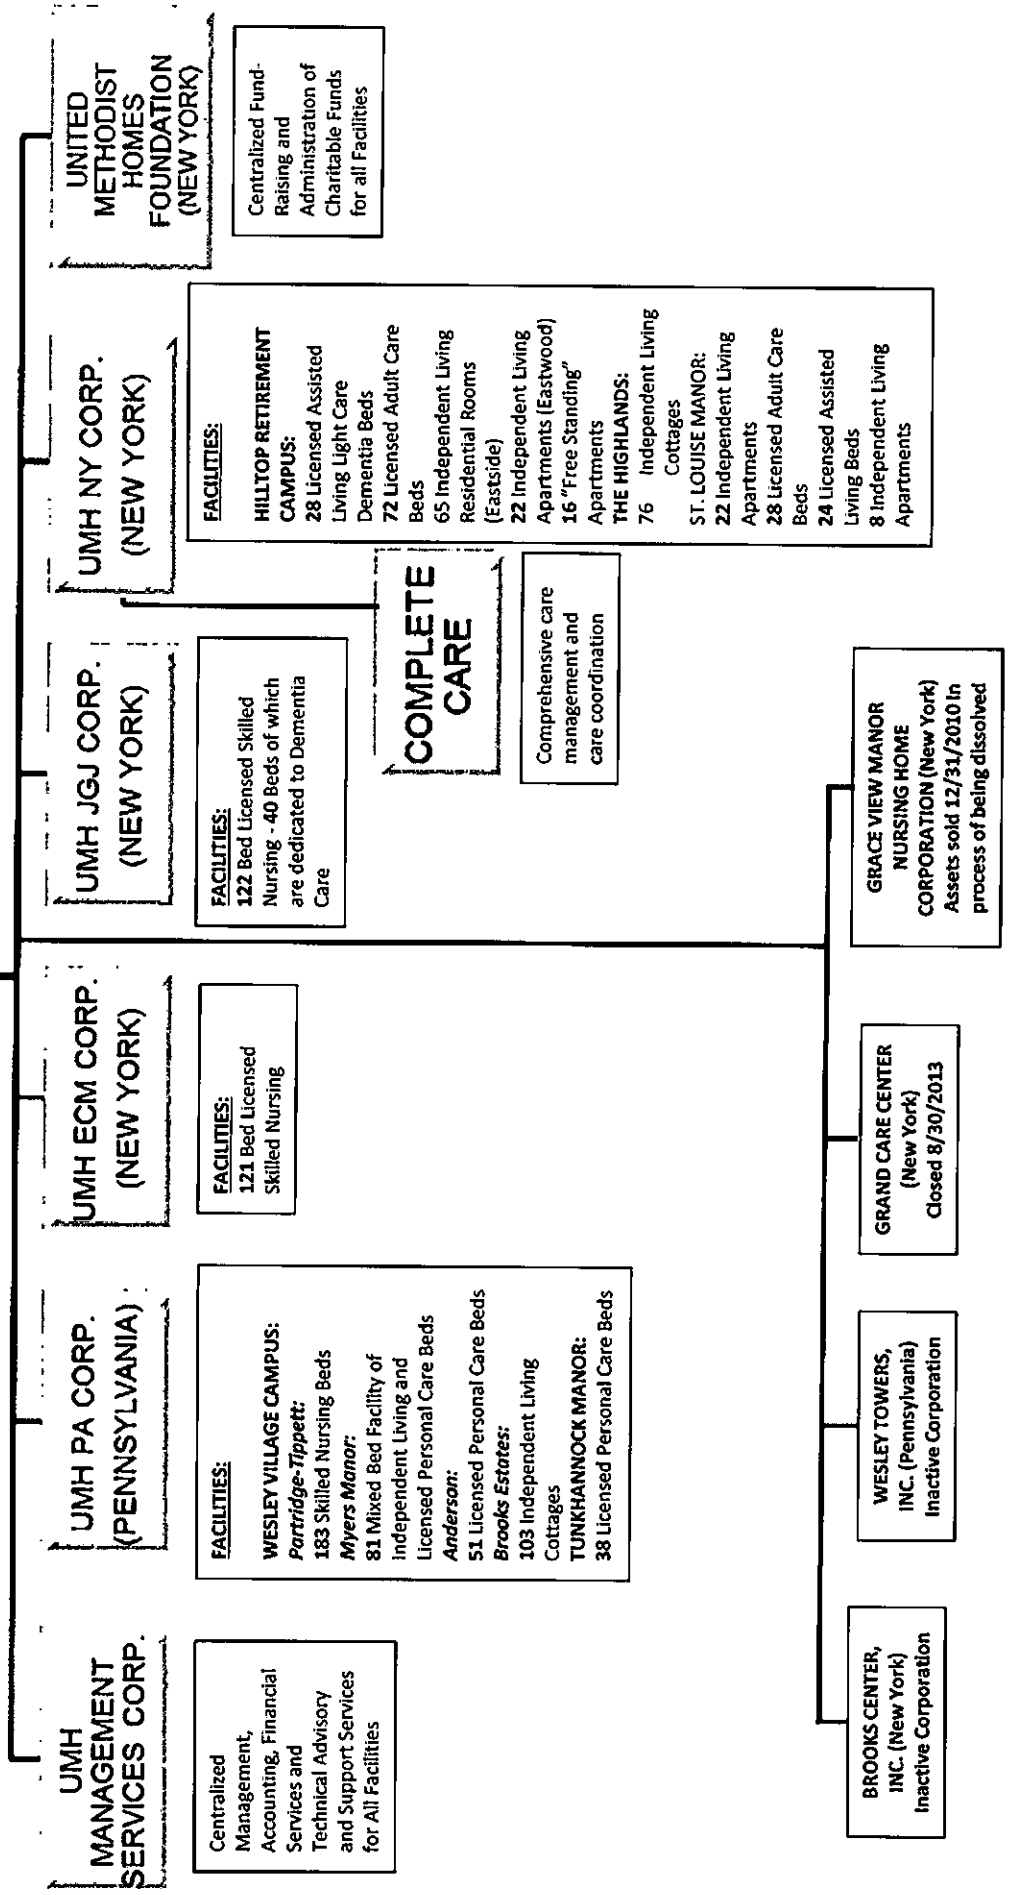 UMH
MANAGEMENT
SERVICES CORP.
Centralized
Management,
Accounting, Financial
Services and
Technical Advisory
and Support Services
for All Facilities
UMH PA CORP.
(PENNSYLVANIA)
FACILITIES:
WESLEY VILLAGE CAMPUS:
Partridge-Tippett:
183 Skilled Nursing Beds
Myers Manor:
81 Mixed Bed Facility of
Independent Living and
Licensed Personal Care Beds
Anderson:
51 Licensed Personal Care Beds
Brooks Estates:
103 Independent Living
Cottages
TUNKHANNOCK MANOR:
38 Licensed Personal Care Beds
UMH ECM CORP.
(NEW YORK)
FACILITIES:
121 Bed Licensed
Skilled Nursing
UMH JGJ CORP.
(NEW YORK)
FACILITIES:
122 Bed Licensed Skilled
Nursing - 40 Beds of which
are dedicated to Dementia
Care
UMH NY CORP.
(NEW YORK)
FACILITIES:
HILLTOP RETIREMENT
CAMPUS:
28 Licensed Assisted
Living Light Care
Dementia Beds
72 Licensed Adult Care
Beds
65 Independent Living
Residential Rooms
(Eastside)
22 Independent Living
Apartments (Eastwood)
16 "Free Standing"
Apartments
THE HIGHLANDS:
76 Independent Living
Cottages
ST. LOUISE MANOR:
22 Independent Living
Apartments
28 Licensed Adult Care
Beds
24 Licensed Assisted
Living Beds
8 Independent Living
Apartments
COMPLETE
CARE
Comprehensive care
management and
care coordination
UNITED
METHODIST
HOMES
FOUNDATION
(NEW YORK)
Centralized Fund-
Raising and
Administration of
Charitable Funds
for all Facilities
BROOKS CENTER,
INC. (New York)
Inactive Corporation
WESLEY TOWERS,
INC. (Pennsylvania)
Inactive Corporation
GRAND CARE CENTER
(New York)
Closed 8/30/2013
GRACE VIEW MANOR
NURSING HOME
CORPORATION (New York)
Assets sold 12/31/2010 In
process of being dissolved